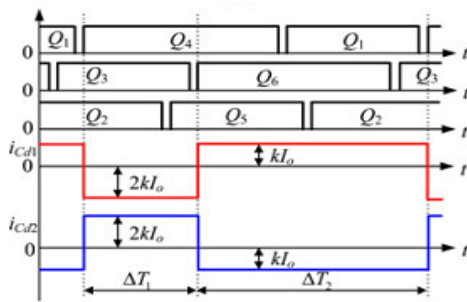 Q1 Q4 Q1
0 t
Q3 Q6 Q3
0 t
Q2 Q5 Q2
0 t
iCd1
kIo
0 t
2kIo
iCd2
2kIo
0 t
kIo
ΔT1 ΔT2